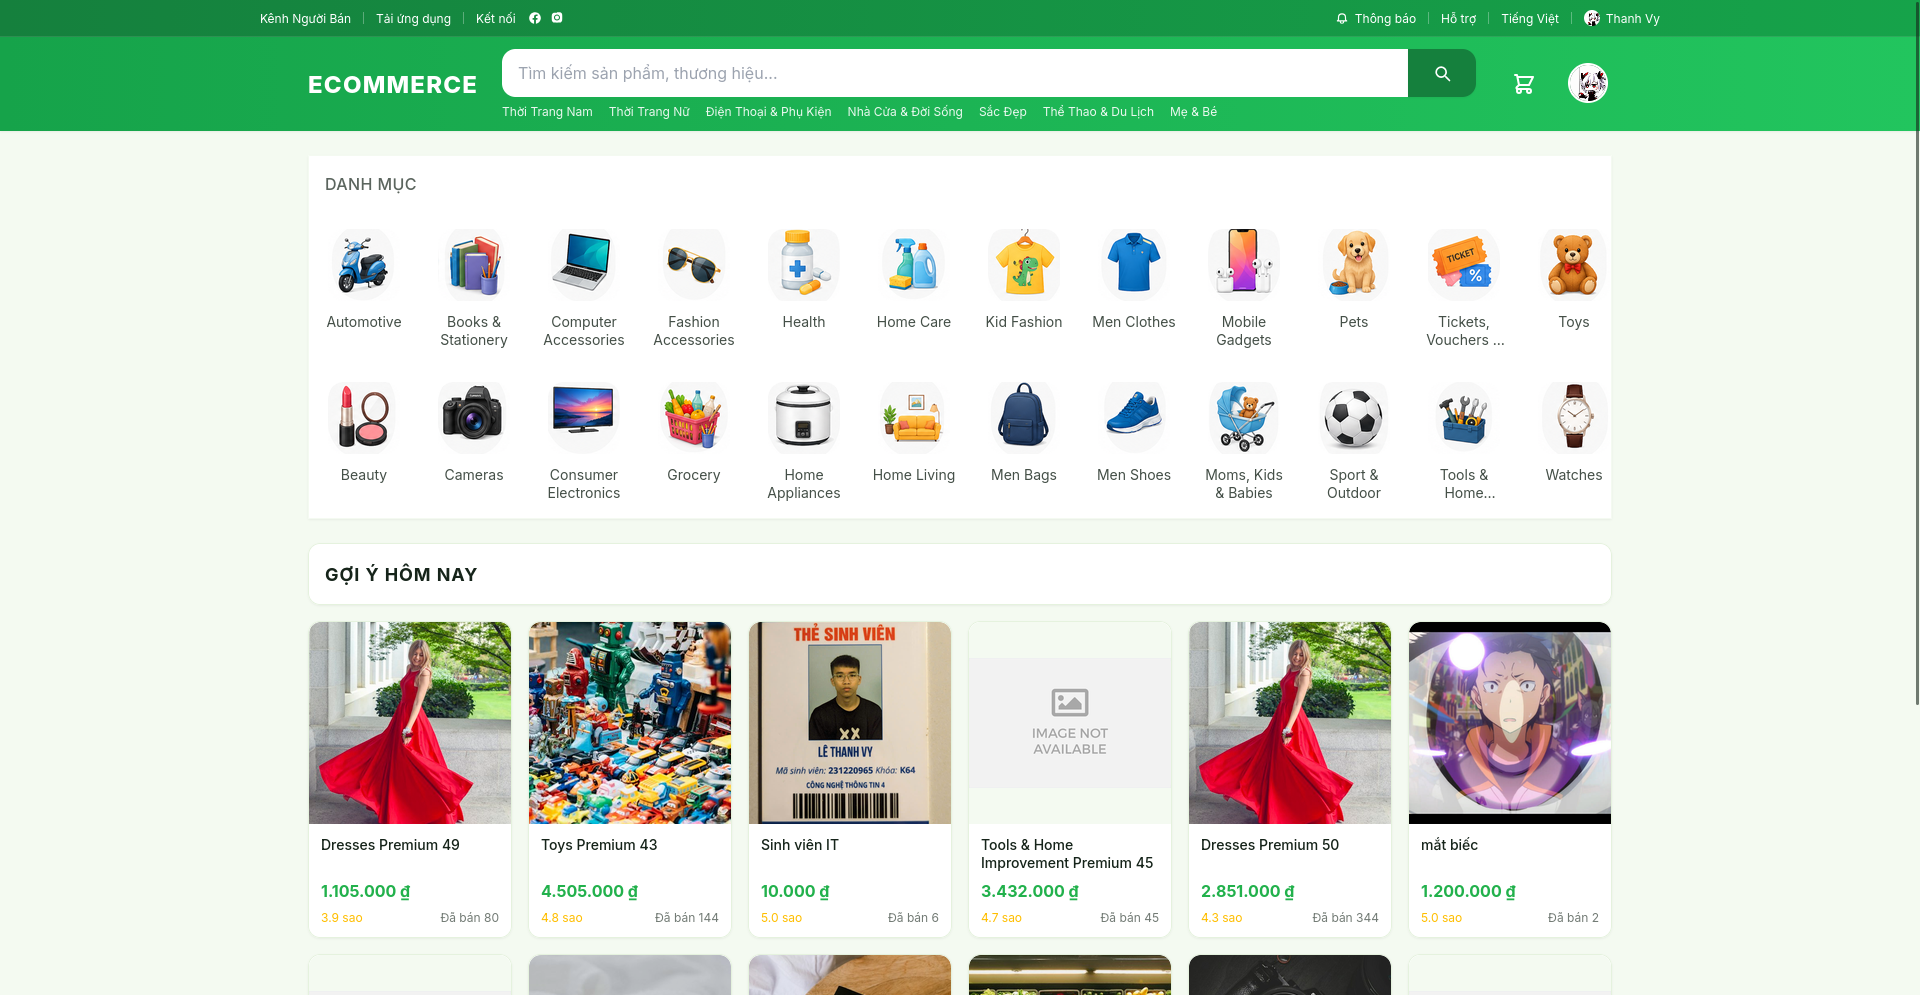 Kênh Người Bán
Tải ứng dụng
Kết nối
Thông báo
Hỗ trợ
Tiếng Việt
Thanh Vy
ECOMMERCE
Tìm kiếm sản phẩm, thương hiệu...
Thời Trang Nam
Thời Trang Nữ
Điện Thoại & Phụ Kiện
Nhà Cửa & Đời Sống
Sắc Đẹp
Thể Thao & Du Lịch
Mẹ & Bé
DANH MỤC
TICKET
%
Automotive
Books &
Stationery
Computer
Accessories
Fashion
Accessories
Health
Home Care
Kid Fashion
Men Clothes
Mobile
Gadgets
Pets
Tickets,
Vouchers ...
Toys
Beauty
Cameras
Consumer
Electronics
Grocery
Home
Appliances
Home Living
Men Bags
Men Shoes
Moms, Kids
& Babies
Sport &
Outdoor
Tools &
Home...
Watches
GỢI Ý HÔM NAY
THẺ SINH VIÊN
LÊ THANH VY
Mã sinh viên: 231220965 Khóa: K64
CÔNG NGHỆ THÔNG TIN 4
IMAGE NOT
AVAILABLE
Dresses Premium 49
1.105.000 ₫
3.9 sao
Đã bán 80
Toys Premium 43
4.505.000 ₫
4.8 sao
Đã bán 144
Sinh viên IT
10.000 ₫
5.0 sao
Đã bán 6
Tools & Home
Improvement Premium 45
3.432.000 ₫
4.7 sao
Đã bán 45
Dresses Premium 50
2.851.000 ₫
4.3 sao
Đã bán 344
mắt biếc
1.200.000 ₫
5.0 sao
Đã bán 2